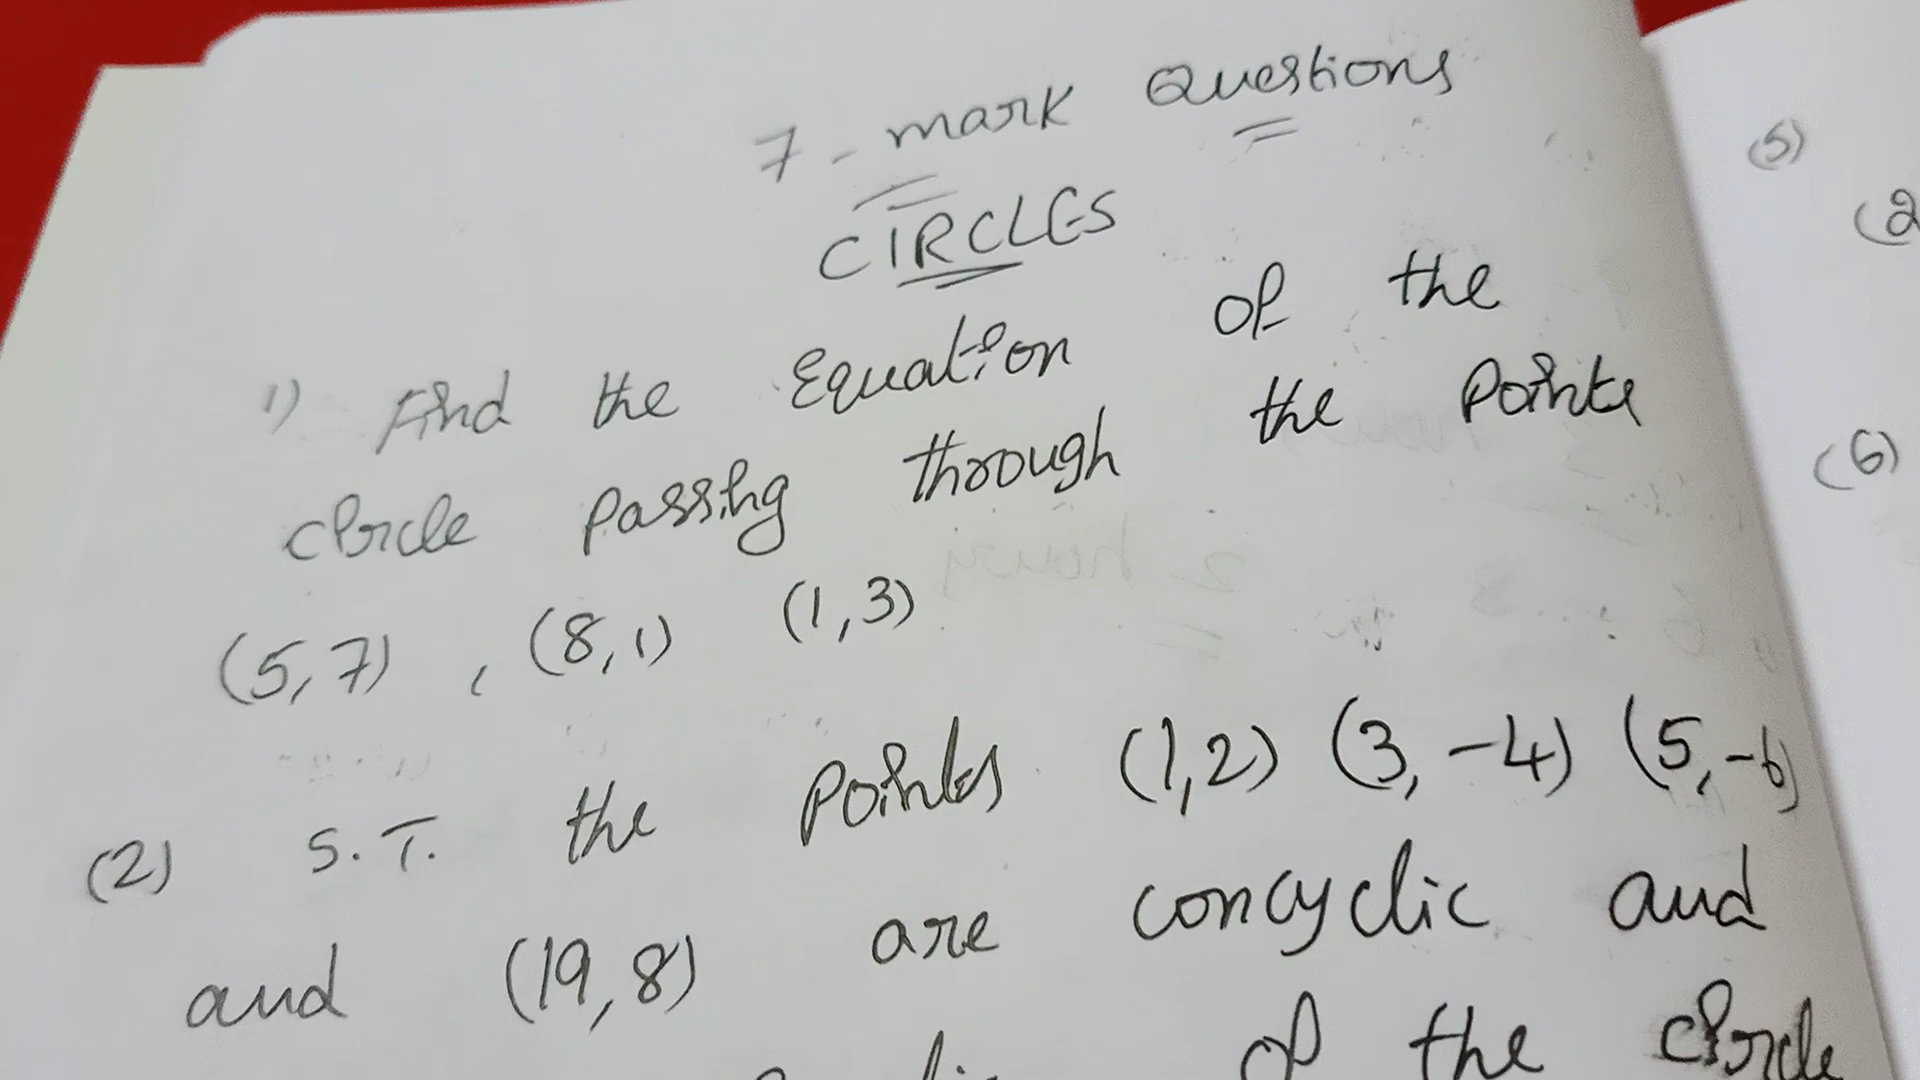 7 - mark Questions
CIRCLES
1) Find the Equation of the
circle passing through the points
(5,7) , (8,1) (1,3)
(2) S.T. the points (1,2) (3,-4) (5,-6)
and (19,8) are concyclic and
of the circle
(5)
(2
(6)